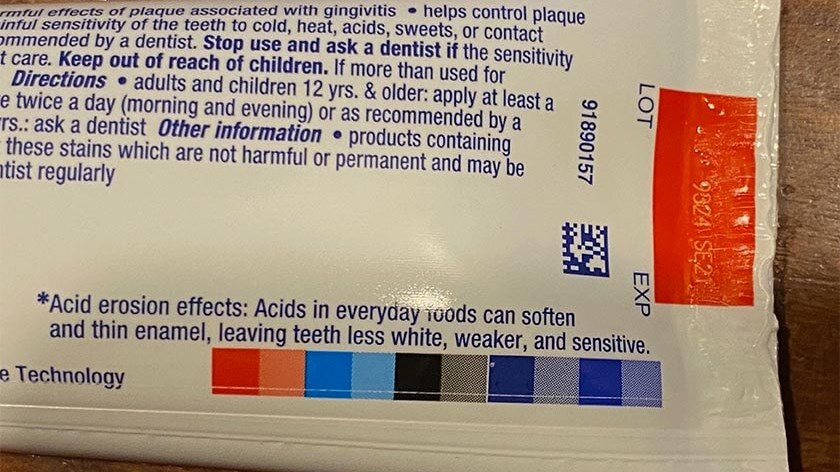 rmful effects of plaque associated with gingivitis • helps control plaque
inful sensitivity of the teeth to cold, heat, acids, sweets, or contact
ommended by a dentist. Stop use and ask a dentist if the sensitivity
t care. Keep out of reach of children. If more than used for
Directions • adults and children 12 yrs. & older: apply at least a
e twice a day (morning and evening) or as recommended by a
rs.: ask a dentist Other information • products containing
these stains which are not harmful or permanent and may be
ntist regularly
91890157
LOT
EXP
*Acid erosion effects: Acids in everyday foods can soften
and thin enamel, leaving teeth less white, weaker, and sensitive.
e Technology